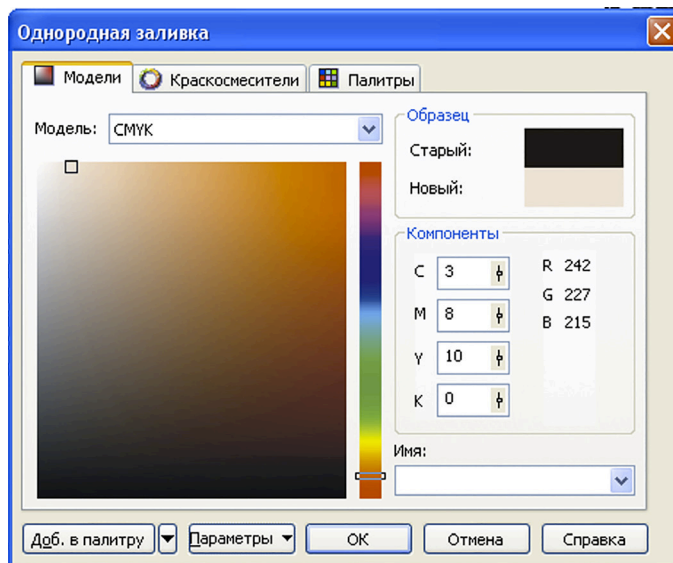 Однородная заливка
Модели Краскосмесители Палитры
Модель: CMYK
Образец
Старый:
Новый:
Компоненты
C 3 R 242
G 227
M 8 B 215
Y 10
K 0
Имя:
Доб. в палитру Параметры OK Отмена Справка